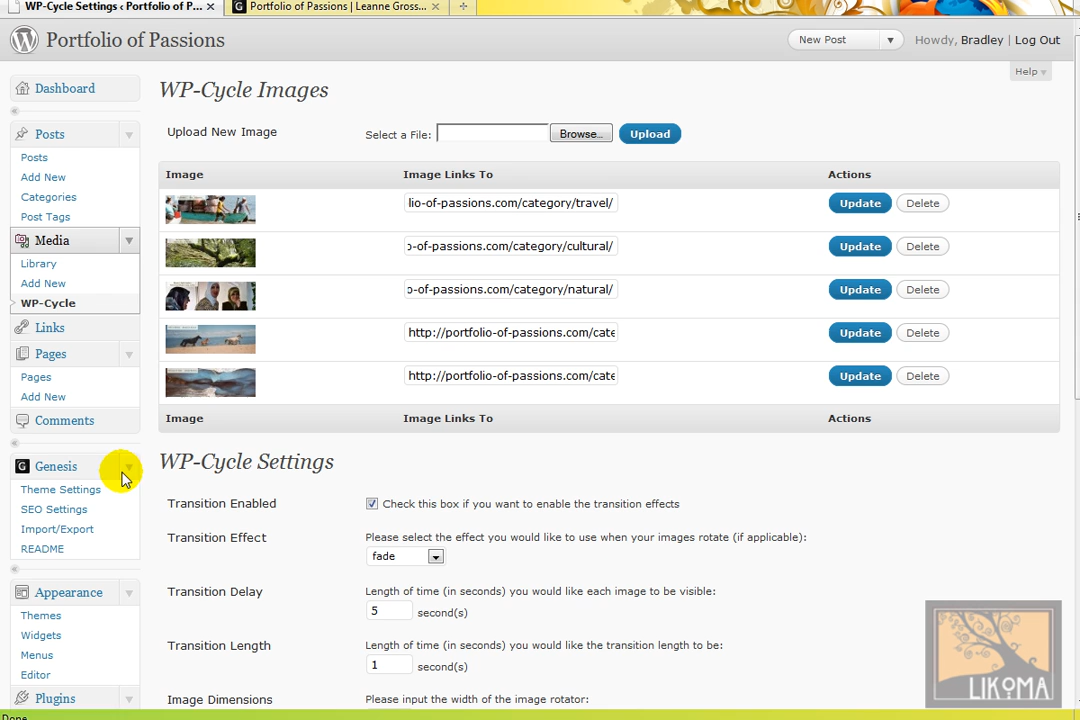 WP-Cycle Settings ‹ Portfolio of P... ×
G Portfolio of Passions | Leanne Gross... ×
Portfolio of Passions
New Post
Howdy, Bradley | Log Out
Help
Dashboard
WP-Cycle Images
Upload New Image
Select a File:
Browse...
Upload
Posts
Posts
Add New
Categories
Post Tags
Media
Library
Add New
WP-Cycle
Links
Pages
Pages
Add New
Comments
Genesis
Theme Settings
SEO Settings
Import/Export
README
Appearance
Themes
Widgets
Menus
Editor
Plugins
Image Image Links To Actions
lio-of-passions.com/category/travel/ Update Delete
o-of-passions.com/category/cultural/ Update Delete
o-of-passions.com/category/natural/ Update Delete
http://portfolio-of-passions.com/cate Update Delete
http://portfolio-of-passions.com/cate Update Delete
Image Image Links To Actions
WP-Cycle Settings
Transition Enabled
Check this box if you want to enable the transition effects
Transition Effect
Please select the effect you would like to use when your images rotate (if applicable):
fade
Transition Delay
Length of time (in seconds) you would like each image to be visible:
5 second(s)
Transition Length
Length of time (in seconds) you would like the transition length to be:
1 second(s)
Image Dimensions
Please input the width of the image rotator:
LIKOMA
Done